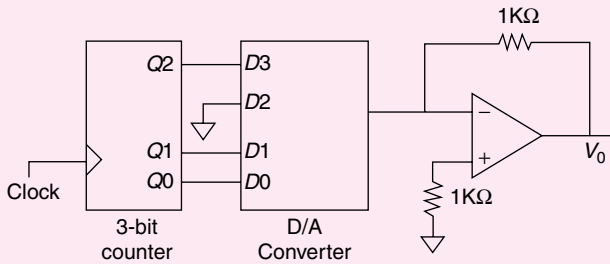 1KΩ
Q2 D3
D2
Q1 D1
Q0 D0
− 
+
V0
1KΩ
Clock
3-bit
counter
D/A
Converter